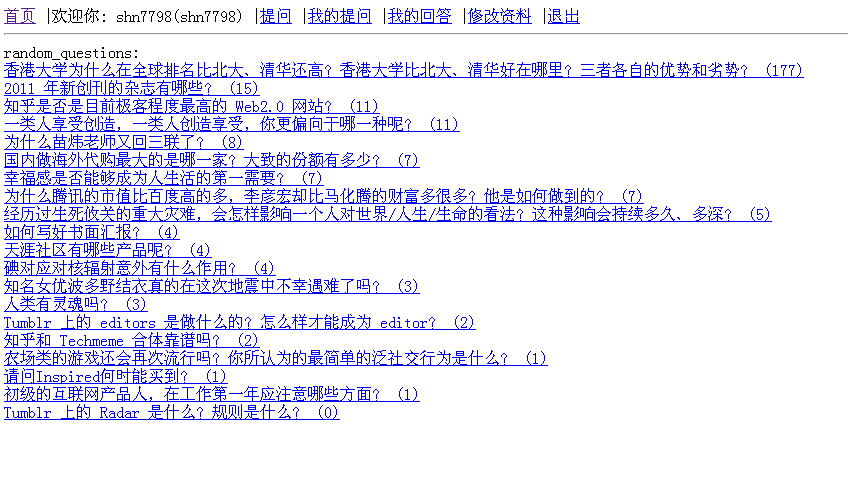 首页 |欢迎你: shn7798(shn7798) |提问 |我的提问 |我的回答 |修改资料 |退出
random_questions:
香港大学为什么在全球排名比北大、清华还高？香港大学比北大、清华好在哪里？三者各自的优势和劣势？ (177)
2011 年新创刊的杂志有哪些？ (15)
知乎是否是目前极客程度最高的 Web2.0 网站？ (11)
一类人享受创造，一类人创造享受，你更偏向于哪一种呢？ (11)
为什么苗炜老师又回三联了？ (8)
国内做海外代购最大的是哪一家？大致的份额有多少？ (7)
幸福感是否能够成为人生活的第一需要？ (7)
为什么腾讯的市值比百度高的多，李彦宏却比马化腾的财富多很多？他是如何做到的？ (7)
经历过生死攸关的重大灾难，会怎样影响一个人对世界/人生/生命的看法？这种影响会持续多久、多深？ (5)
如何写好书面汇报？ (4)
天涯社区有哪些产品呢？ (4)
碘对应对核辐射意外有什么作用？ (4)
知名女优波多野结衣真的在这次地震中不幸遇难了吗？ (3)
人类有灵魂吗？ (3)
Tumblr 上的 editors 是做什么的？怎么样才能成为 editor？ (2)
知乎和 Techmeme 合体靠谱吗？ (2)
农场类的游戏还会再次流行吗？你所认为的最简单的泛社交行为是什么？ (1)
请问Inspired何时能买到？ (1)
初级的互联网产品人，在工作第一年应注意哪些方面？ (1)
Tumblr 上的 Radar 是什么？规则是什么？ (0)